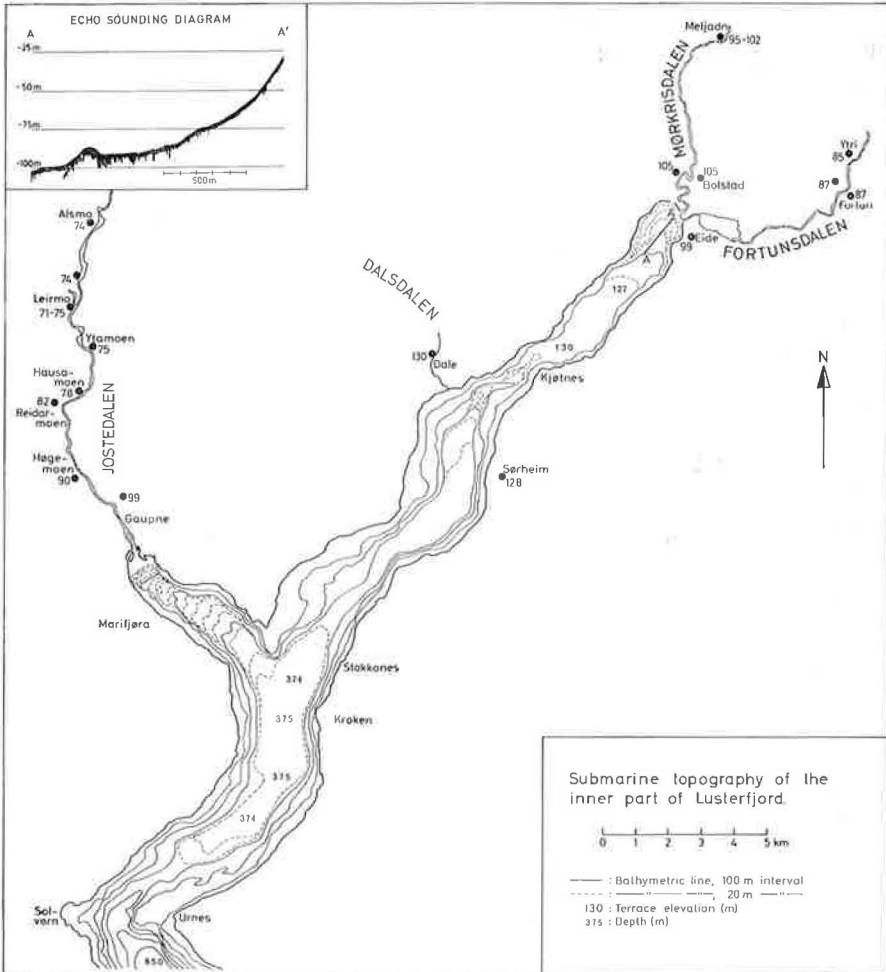 ECHO SOUNDING DIAGRAM
A A'
-25m
-50m
-75m
-100m
500m
Meljadn
95-102
MØRKRISDALEN
105
105
Bolstad
Ytri
85
87
87
Fortun
FORTUNSDALEN
99 Eide
A'
A
127
130
Kjøtnes
DALSDALEN
130 Dale
Sørheim
128
N
Alsmo
74
74
Leirmo
71-75
Ytamoen
75
Hausa-
moen
78
82
Reidar-
moen
JOSTEDALEN
Høge-
moen
90
99
Gaupne
Marifjøra
Stokkanes
374
375
Kroken
375
374
Sol-
vorn
Urnes
650
Submarine topography of the
inner part of Lusterfjord.
0 1 2 3 4 5 km
: Bathymetric line, 100 m interval
: —"— —"—, 20 m —"—
130 : Terrace elevation (m)
375 : Depth (m)